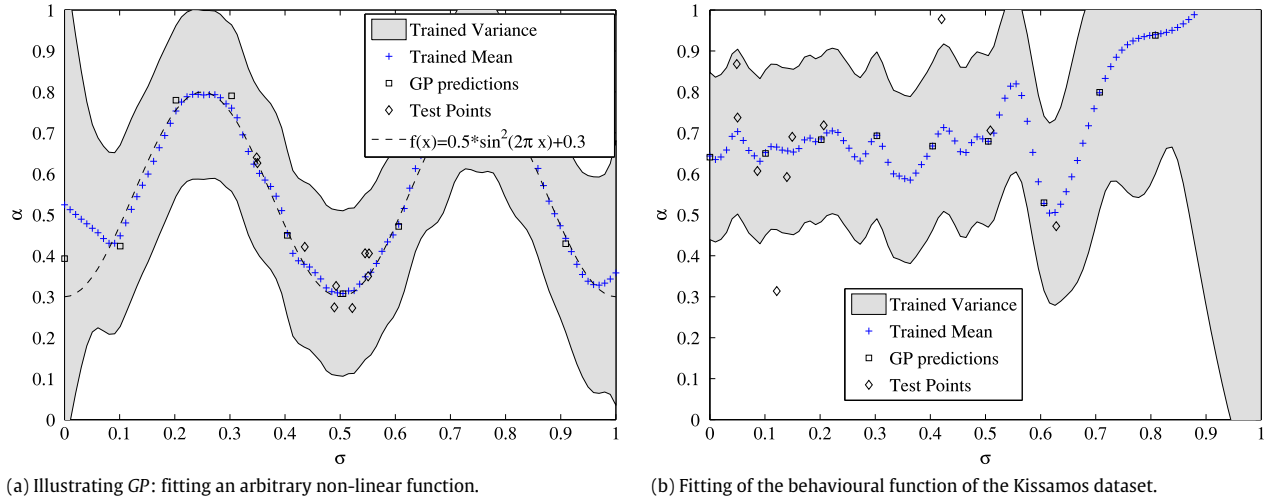 1
0.9
0.8
0.7
0.6
0.5
0.4
0.3
0.2
0.1
0
α
0 0.1 0.2 0.3 0.4 0.5 0.6 0.7 0.8 0.9 1
σ
Trained Variance
Trained Mean
GP predictions
Test Points
f(x)=0.5*sin²(2π x)+0.3
(a) Illustrating GP: fitting an arbitrary non-linear function.
1
0.9
0.8
0.7
0.6
0.5
0.4
0.3
0.2
0.1
0
α
0 0.1 0.2 0.3 0.4 0.5 0.6 0.7 0.8 0.9 1
σ
Trained Variance
Trained Mean
GP predictions
Test Points
(b) Fitting of the behavioural function of the Kissamos dataset.